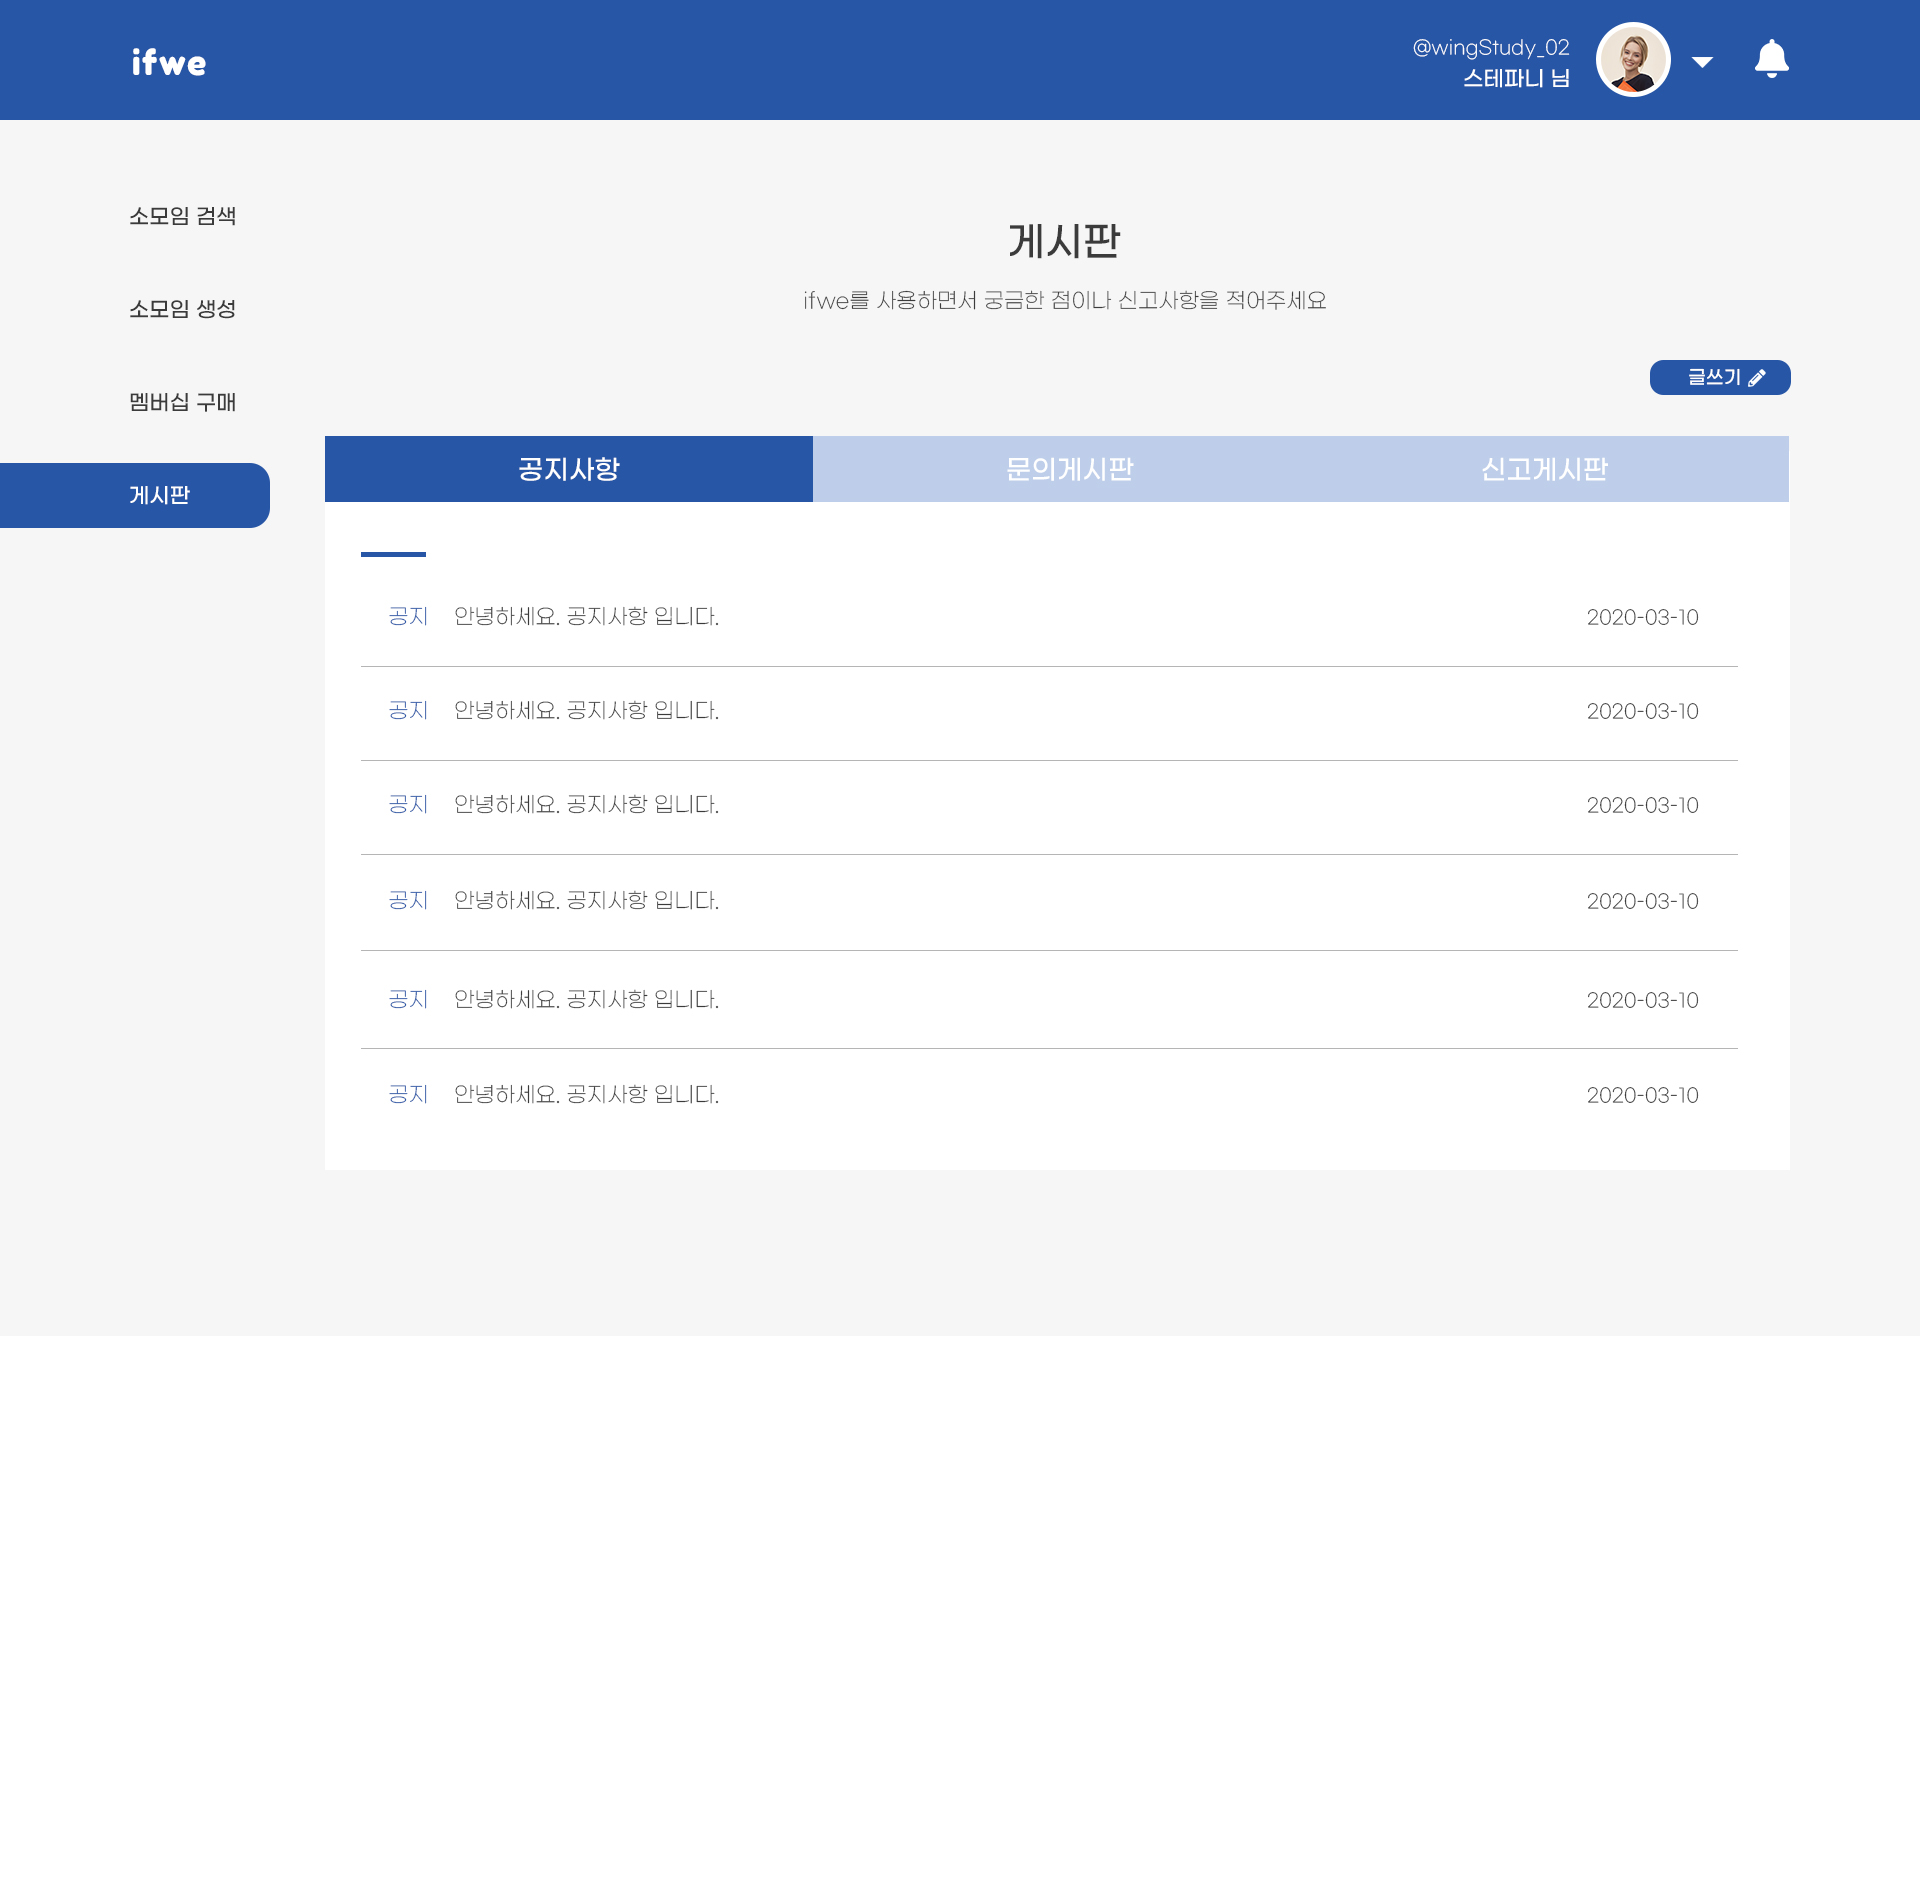 ifwe
@wingStudy_02
스테파니 님
소모임 검색
소모임 생성
멤버십 구매
게시판
게시판
ifwe를 사용하면서 궁금한 점이나 신고사항을 적어주세요
글쓰기
공지사항 문의게시판 신고게시판
공지 안녕하세요. 공지사항 입니다. 2020-03-10
공지 안녕하세요. 공지사항 입니다. 2020-03-10
공지 안녕하세요. 공지사항 입니다. 2020-03-10
공지 안녕하세요. 공지사항 입니다. 2020-03-10
공지 안녕하세요. 공지사항 입니다. 2020-03-10
공지 안녕하세요. 공지사항 입니다. 2020-03-10